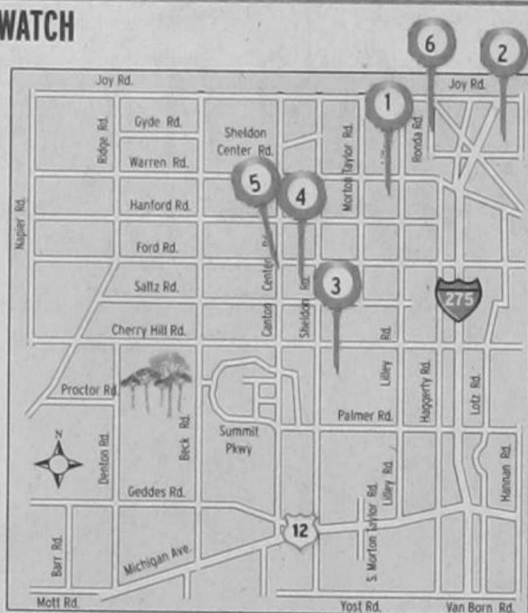 WATCH
6
2
Joy Rd.
Joy Rd.
1
Ridge Rd.
Gyde Rd.
Sheldon
Center Rd.
Morton Taylor Rd.
Ronda Rd.
Warren Rd.
5
4
Napier Rd.
Hanford Rd.
Ford Rd.
Canton Center Rd.
Sheldon Rd.
3
275
Saltz Rd.
Cherry Hill Rd.
Lilley Rd.
Haggerty Rd.
Lotz Rd.
Proctor Rd.
Beck Rd.
Summit
Pkwy
Palmer Rd.
N
Denton Rd.
Hannan Rd.
Geddes Rd.
S. Morton Taylor Rd.
Lilley Rd.
12
Barr Rd.
Michigan Ave.
Mott Rd.
Yost Rd.
Van Born Rd.